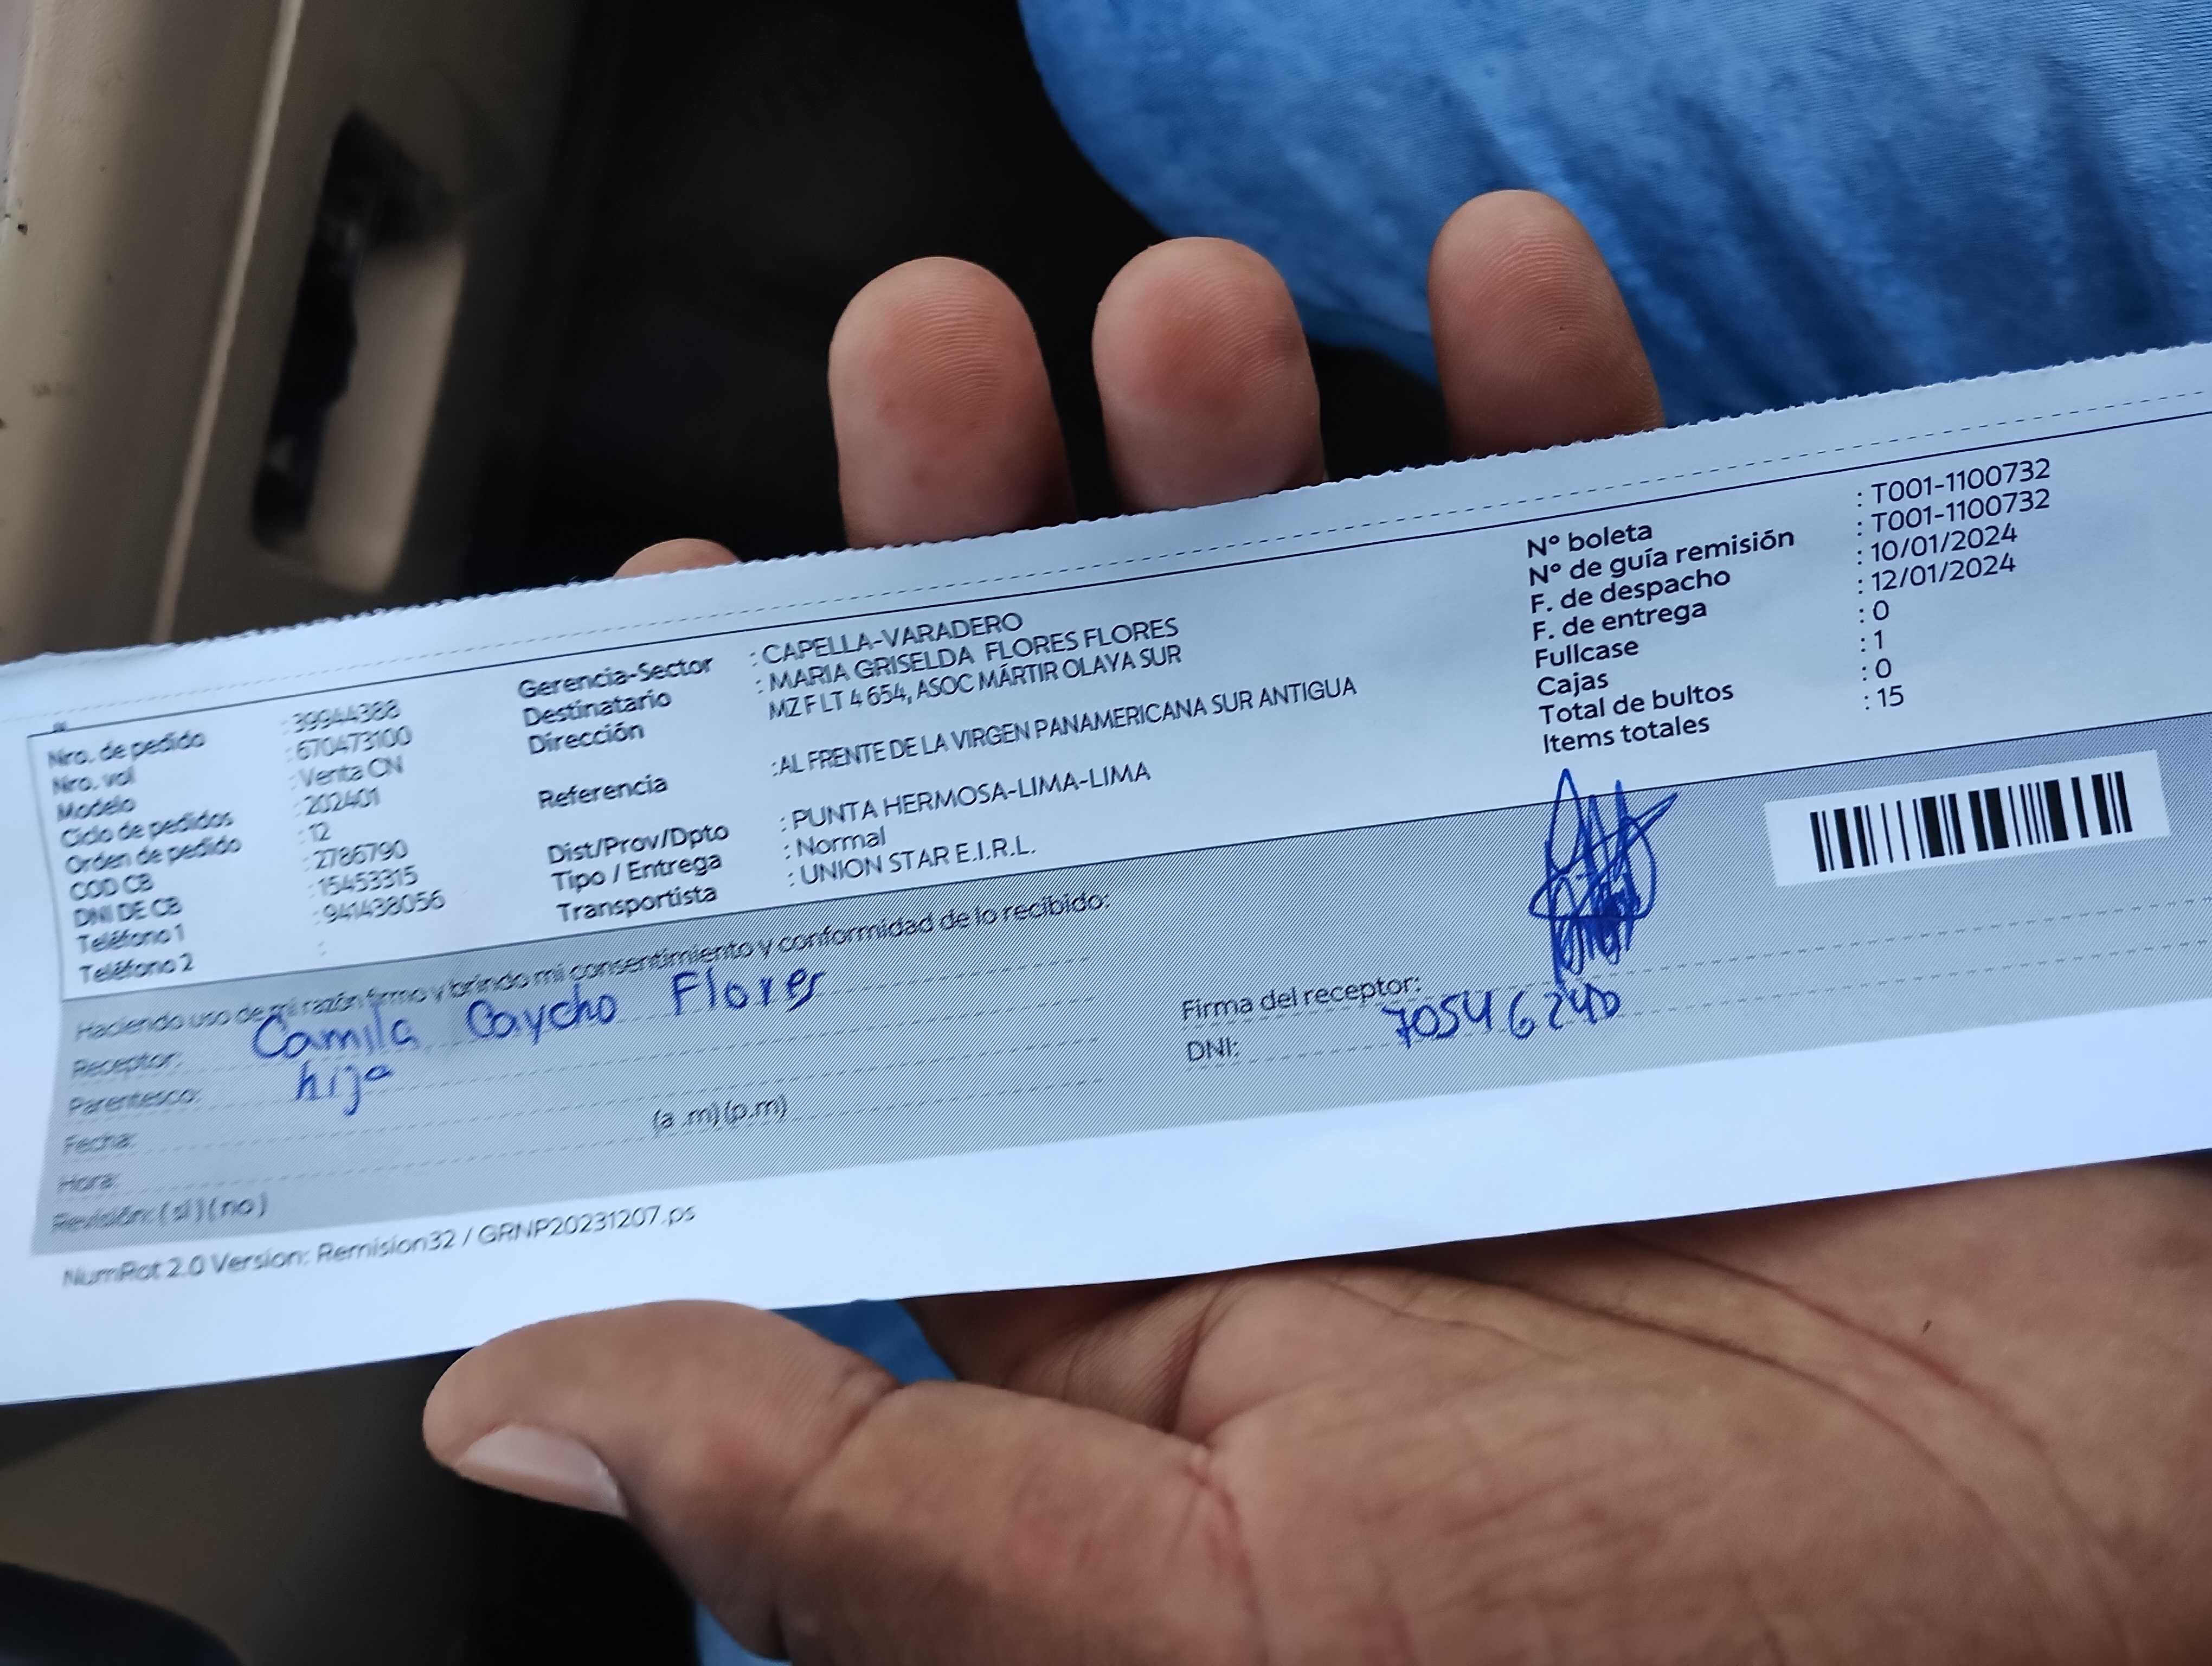 Nro. de pedido : 39944388
Nro. vol : 670473100
Modelo : Venta CN
Ciclo de pedidos : 202401
Orden de pedido : 12
COD CB : 2786790
DNI DE CB : 15453315
Teléfono 1 : 941438056
Teléfono 2 :
Gerencia-Sector : CAPELLA-VARADERO
Destinatario : MARIA GRISELDA FLORES FLORES
Dirección MZ F LT 4 654, ASOC MÁRTIR OLAYA SUR
Referencia :AL FRENTE DE LA VIRGEN PANAMERICANA SUR ANTIGUA
Dist/Prov/Dpto : PUNTA HERMOSA-LIMA-LIMA
Tipo / Entrega : Normal
Transportista : UNION STAR E.I.R.L.
Nº boleta : T001-1100732
Nº de guía remisión : T001-1100732
F. de despacho : 10/01/2024
F. de entrega : 12/01/2024
Fullcase : 0
Cajas : 1
Total de bultos : 0
Items totales : 15
Haciendo uso de mi razón firmo y brindo mi consentimiento y conformidad de lo recibido:
Receptor: Camila Caycho Flores
Parentesco: hija
Fecha:
Hora: (a .m) (p.m)
Revisión: ( si ) ( no )
Firma del receptor:
DNI: 70546240
NumRot 2.0 Version: Remision32 / GRNP20231207.ps